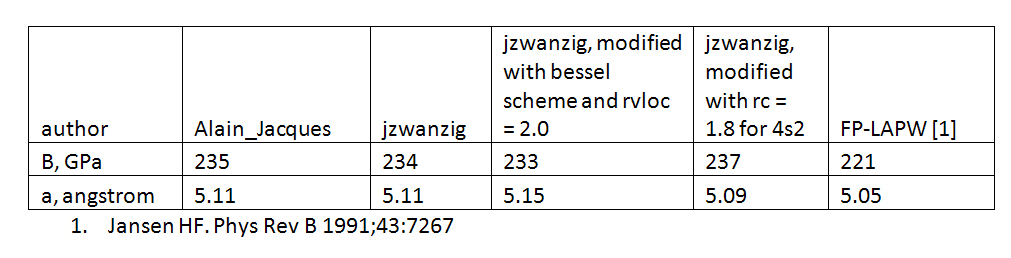 author Alain_Jacques jzwanzig jzwanzig, modified with bessel scheme and rvloc = 2.0 jzwanzig, modified with rc = 1.8 for 4s2 FP-LAPW [1]
B, GPa 235 234 233 237 221
a, angstrom 5.11 5.11 5.15 5.09 5.05
1. Jansen HF. Phys Rev B 1991;43:7267